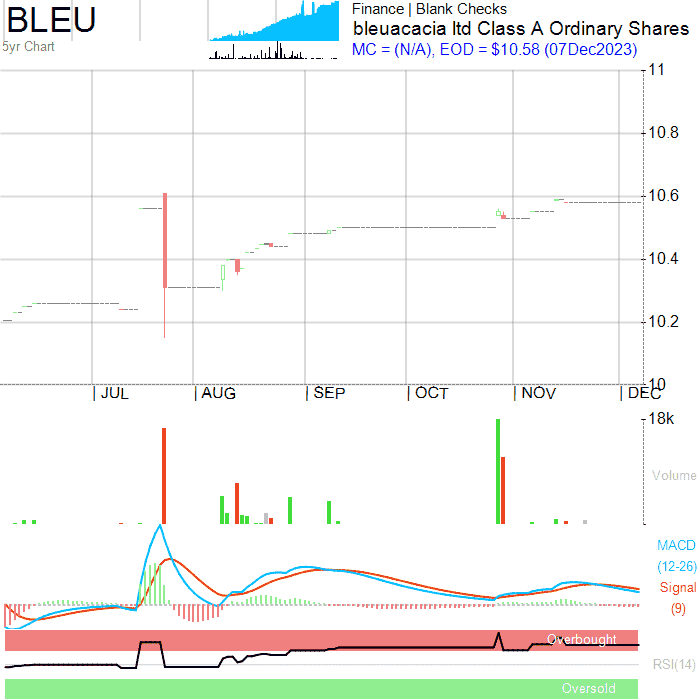 BLEU
5yr Chart
Finance | Blank Checks
bleuacacia ltd Class A Ordinary Shares
MC = (N/A), EOD = $10.58 (07Dec2023)
11
10.8
10.6
10.4
10.2
10
JUL AUG SEP OCT NOV DEC
18k
Volume
MACD
(12-26)
Signal
(9)
Overbought
RSI(14)
Oversold